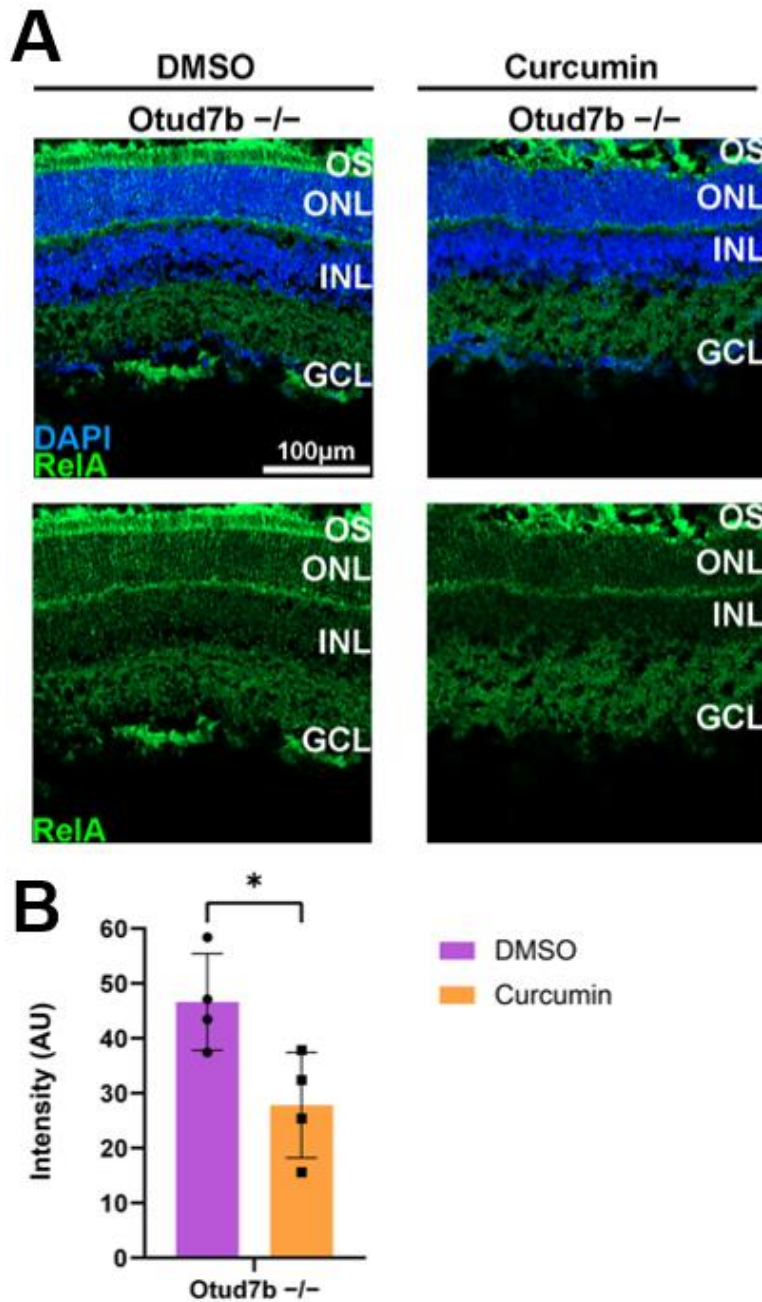 A
DMSO
Curcumin
Otud7b −/−
Otud7b −/−
OS
ONL
INL
GCL
DAPI
RelA
100μm
OS
ONL
INL
GCL
OS
ONL
INL
GCL
RelA
OS
ONL
INL
GCL
B
*
60
50
40
30
20
10
0
Intensity (AU)
Otud7b −/−
DMSO
Curcumin